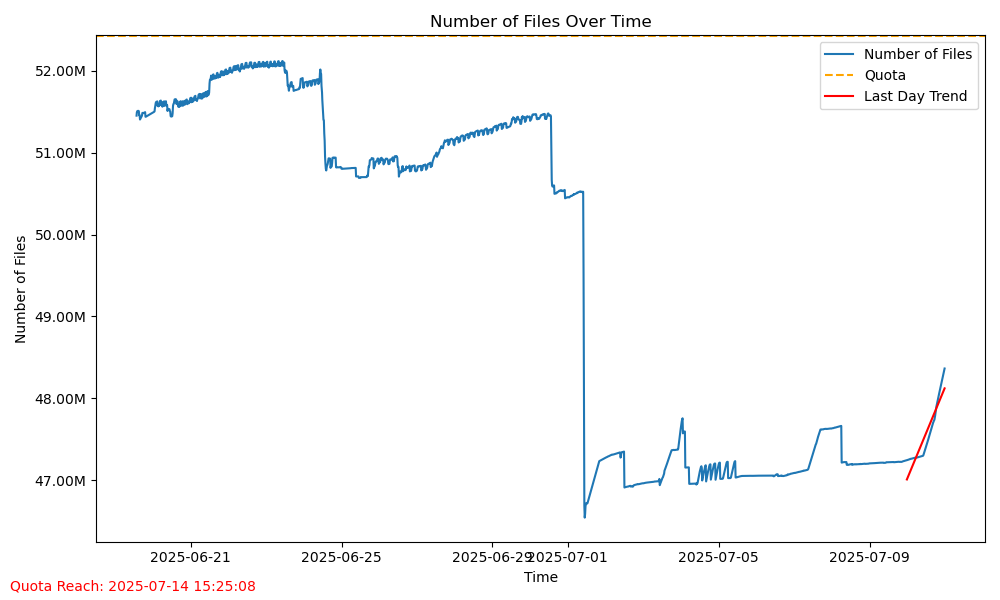 Number of Files Over Time
Number of Files
Quota
Last Day Trend
52.00M
51.00M
50.00M
49.00M
48.00M
47.00M
Number of Files
2025-06-21
2025-06-25
2025-06-29
2025-07-01
2025-07-05
2025-07-09
Time
Quota Reach: 2025-07-14 15:25:08